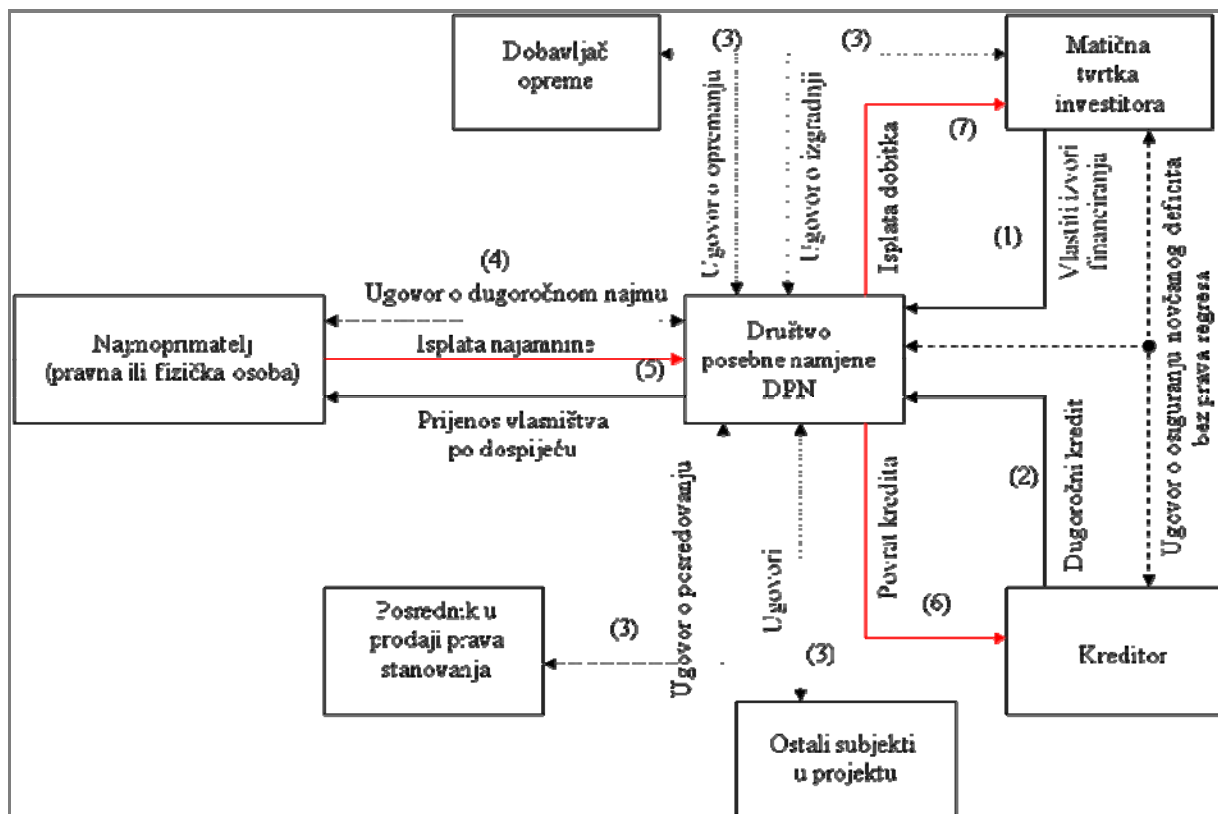 Dobavljač
opreme
(3)
(3)
Matična
tvrtka
investitora
Ugovor o opremanju
Ugovor o izgradnji
Isplata dobitka
(7)
(1)
Vlastiti izvori
financiranja
Ugovor o osiguranju novčanog deficita
bez prava regresa
(4)
Ugovor o dugoročnom najmu
Najmoprimatelj
(pravna ili fizička osoba)
Isplata najamnine
(5)
Društvo
posebne namjene
DPN
Prijenos vlasništva
po dospijeću
Ugovor o posredovanju
Ugovori
Povrat kredita
(2)
Dugoročni kredit
(6)
Posrednik u
prodaji prava
stanovanja
(3)
(3)
Kreditor
Ostali subjekti
u projektu